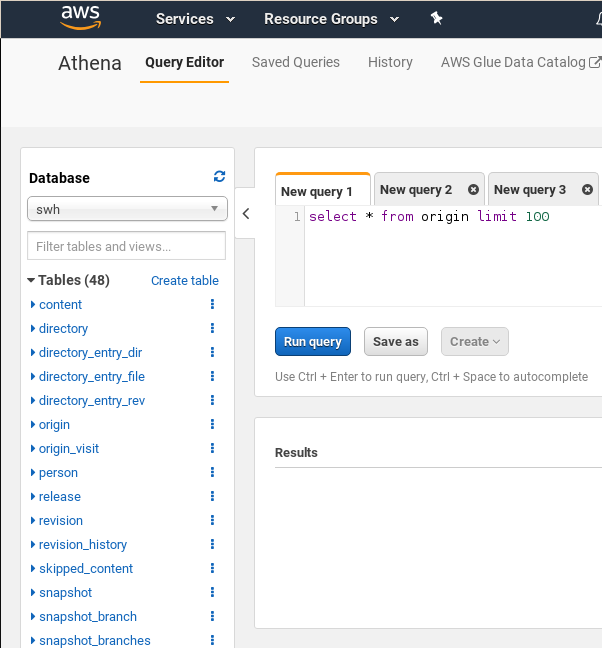 aws Services Resource Groups
Athena Query Editor Saved Queries History AWS Glue Data Catalog
Database
swh
Filter tables and views...
Tables (48) Create table
content
directory
directory_entry_dir
directory_entry_file
directory_entry_rev
origin
origin_visit
person
release
revision
revision_history
skipped_content
snapshot
snapshot_branch
snapshot_branches
New query 1 New query 2 New query 3
1 select * from origin limit 100
Run query Save as Create
Use Ctrl + Enter to run query, Ctrl + Space to autocomplete
Results